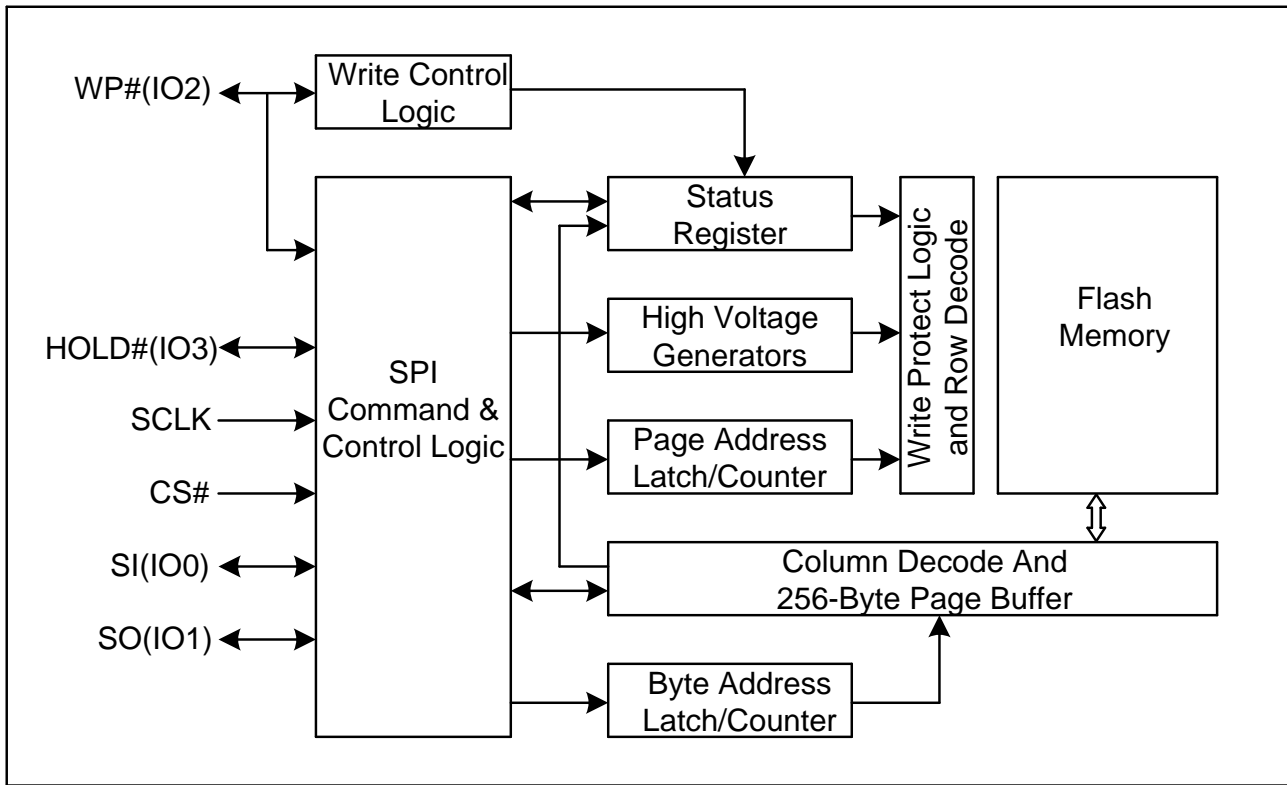 WP#(IO2)
Write Control
Logic
Status
Register
Write Protect Logic
and Row Decode
Flash
Memory
High Voltage
Generators
HOLD#(IO3)
SPI
Command &
Control Logic
SCLK
Page Address
Latch/Counter
CS#
SI(IO0)
Column Decode And
256-Byte Page Buffer
SO(IO1)
Byte Address
Latch/Counter